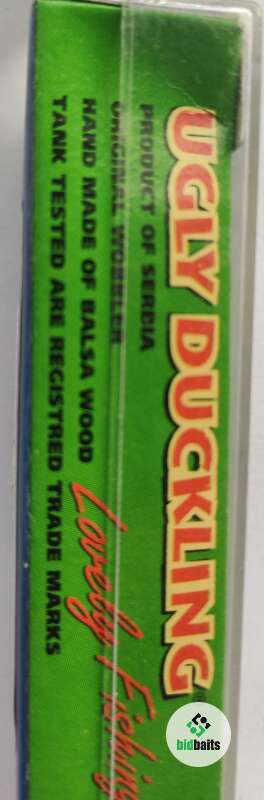 UGLY DUCKLING
PRODUCT OF SERBIA
ORIGINAL WOBBLER
HAND MADE OF BALSA WOOD
TANK TESTED ARE REGISTRED TRADE MARKS
Lovely Fishing
bidbaits